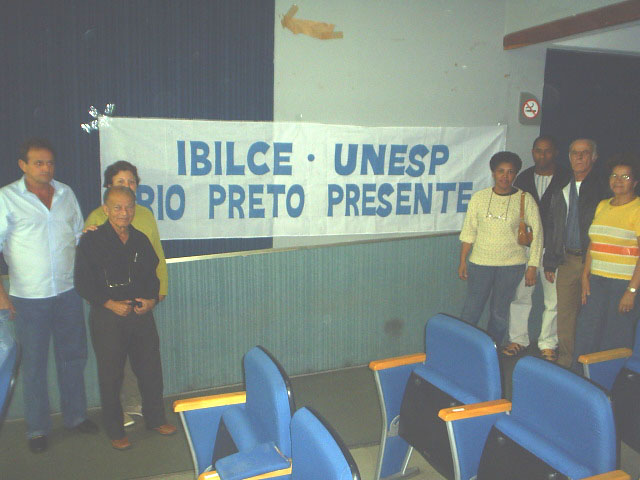 IBILCE · UNESP
RIO PRETO PRESENTE